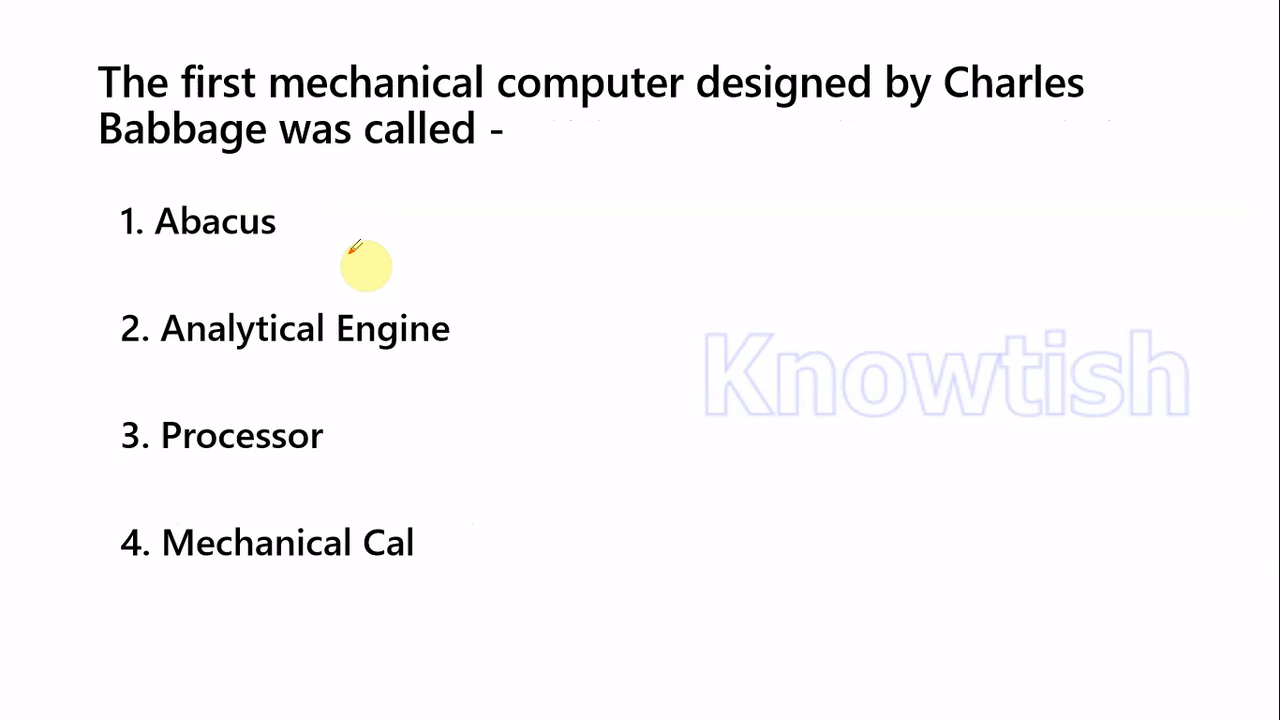 The first mechanical computer designed by Charles
Babbage was called -
1. Abacus
2. Analytical Engine
Knowtish
3. Processor
4. Mechanical Cal